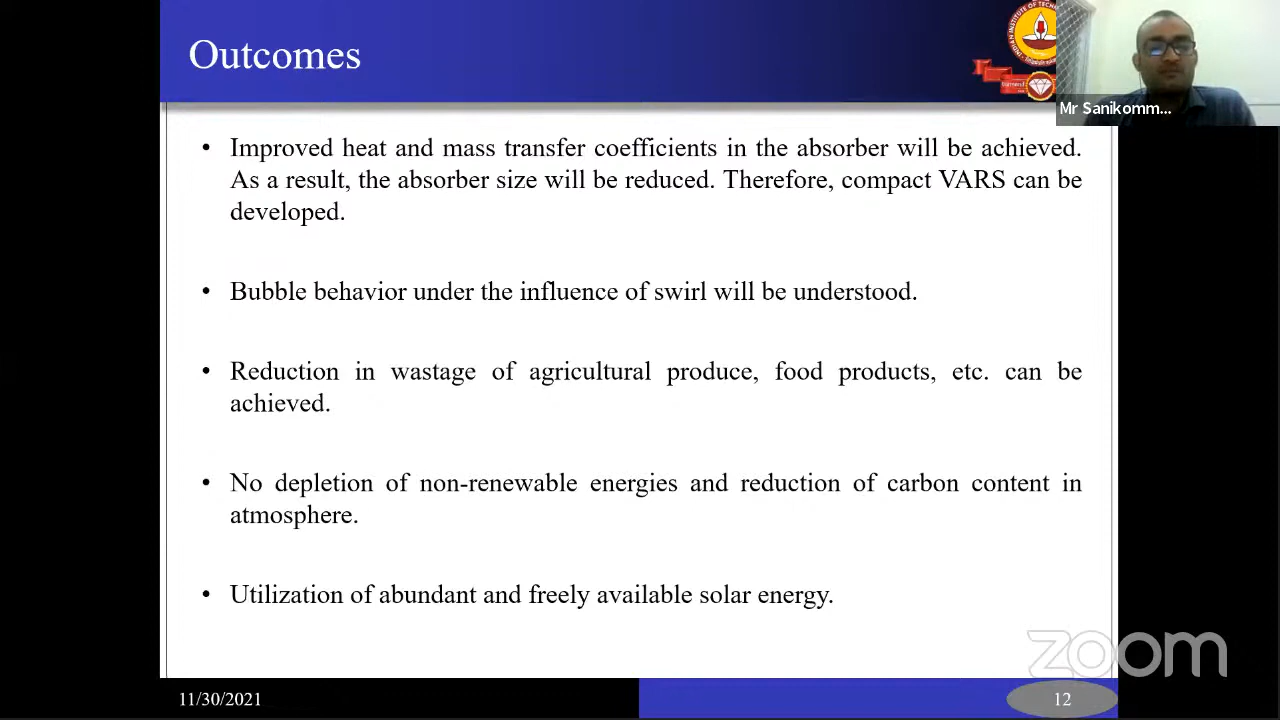 Outcomes
Mr Sanikomm...
• Improved heat and mass transfer coefficients in the absorber will be achieved.
As a result, the absorber size will be reduced. Therefore, compact VARS can be
developed.
• Bubble behavior under the influence of swirl will be understood.
• Reduction in wastage of agricultural produce, food products, etc. can be
achieved.
• No depletion of non-renewable energies and reduction of carbon content in
atmosphere.
• Utilization of abundant and freely available solar energy.
zoom
11/30/2021
12